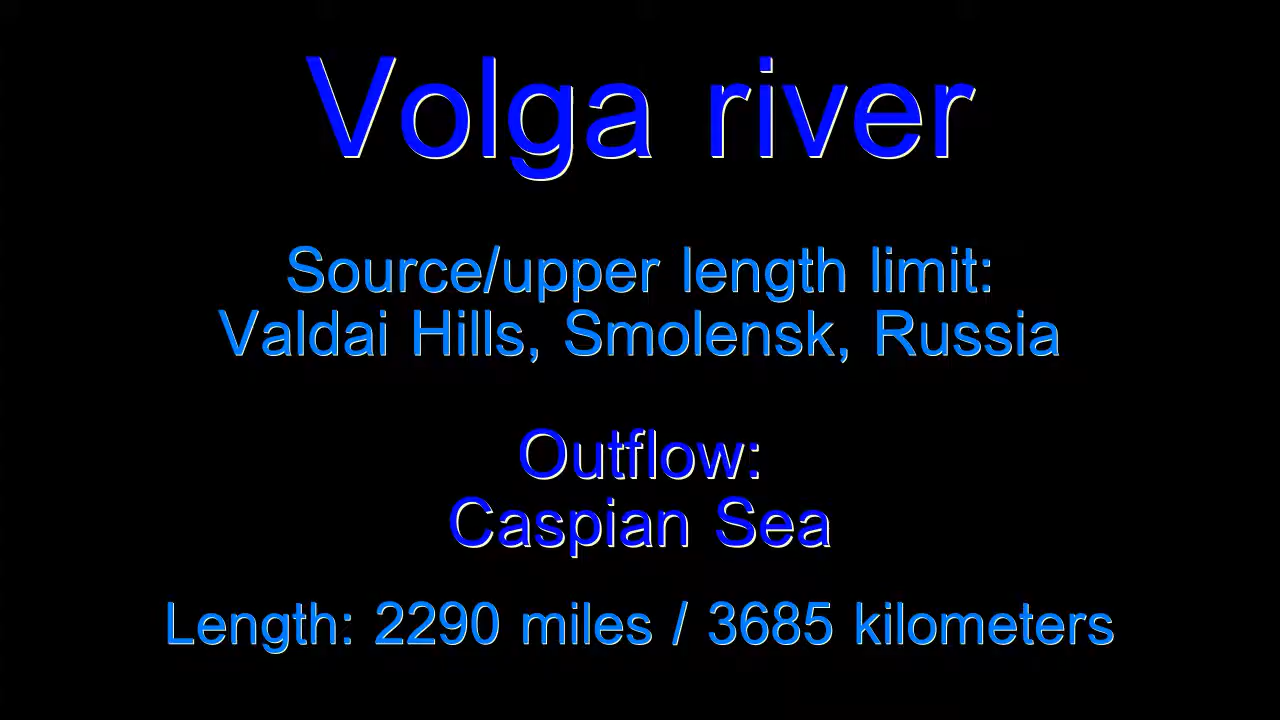 Volga river
Source/upper length limit:
Valdai Hills, Smolensk, Russia
Outflow:
Caspian Sea
Length: 2290 miles / 3685 kilometers